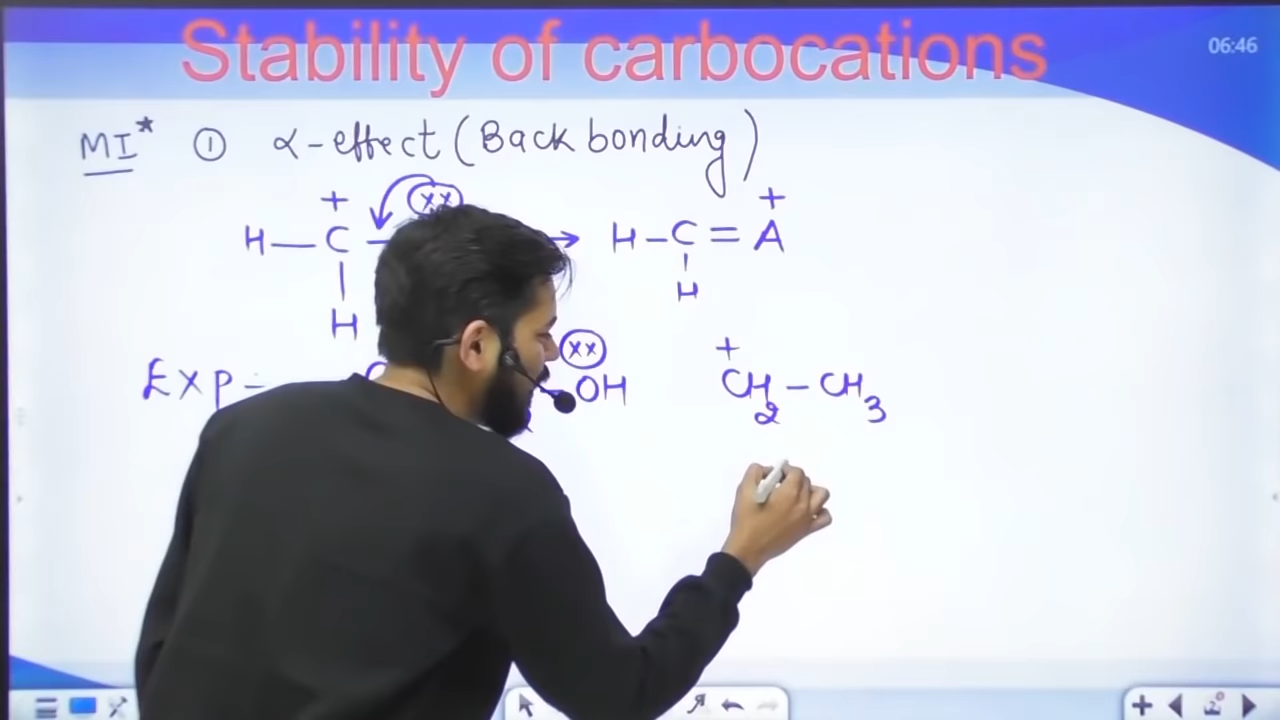 Stability of carbocations
06:46
MI* ① α-effect (Back bonding)
+ xx +
H—C → H–C=A
H H
Exp- xx +
OH CH2–CH3